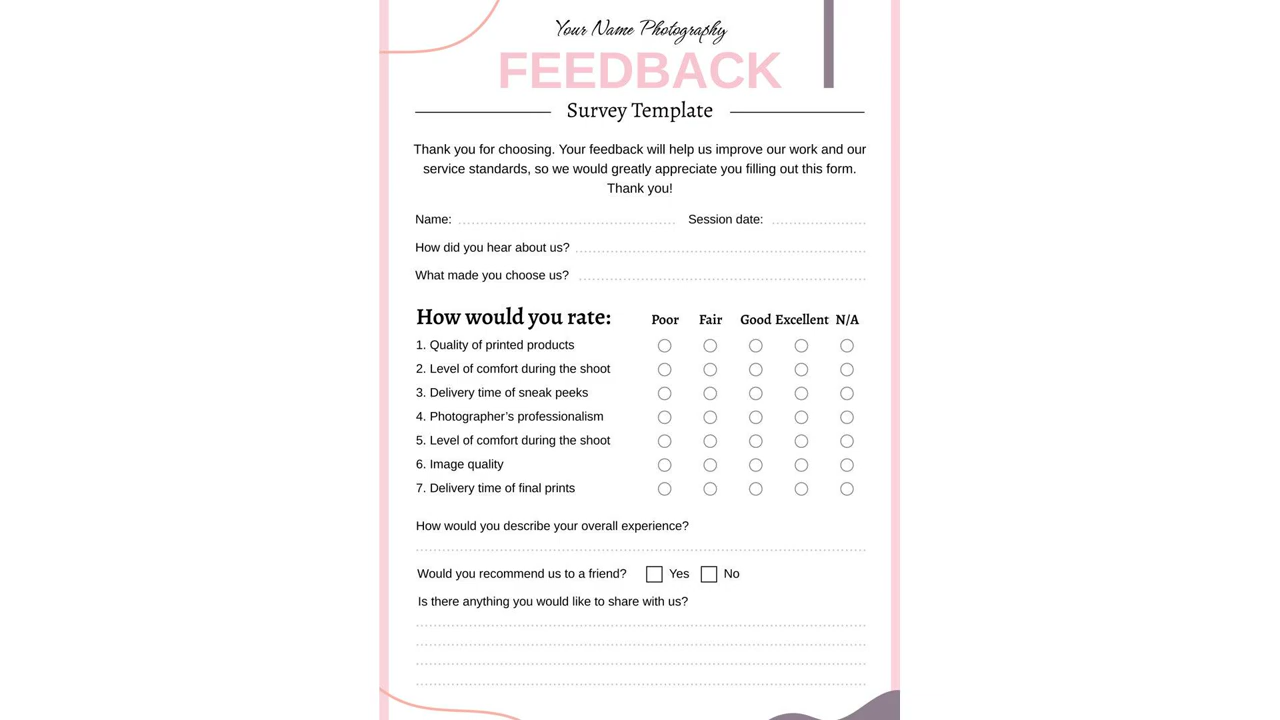 Your Name Photography
FEEDBACK
Survey Template
Thank you for choosing. Your feedback will help us improve our work and our
service standards, so we would greatly appreciate you filling out this form.
Thank you!
Name: Session date:
How did you hear about us?
What made you choose us?
How would you rate: Poor Fair Good Excellent N/A
1. Quality of printed products
2. Level of comfort during the shoot
3. Delivery time of sneak peeks
4. Photographer’s professionalism
5. Level of comfort during the shoot
6. Image quality
7. Delivery time of final prints
How would you describe your overall experience?
Would you recommend us to a friend? Yes No
Is there anything you would like to share with us?